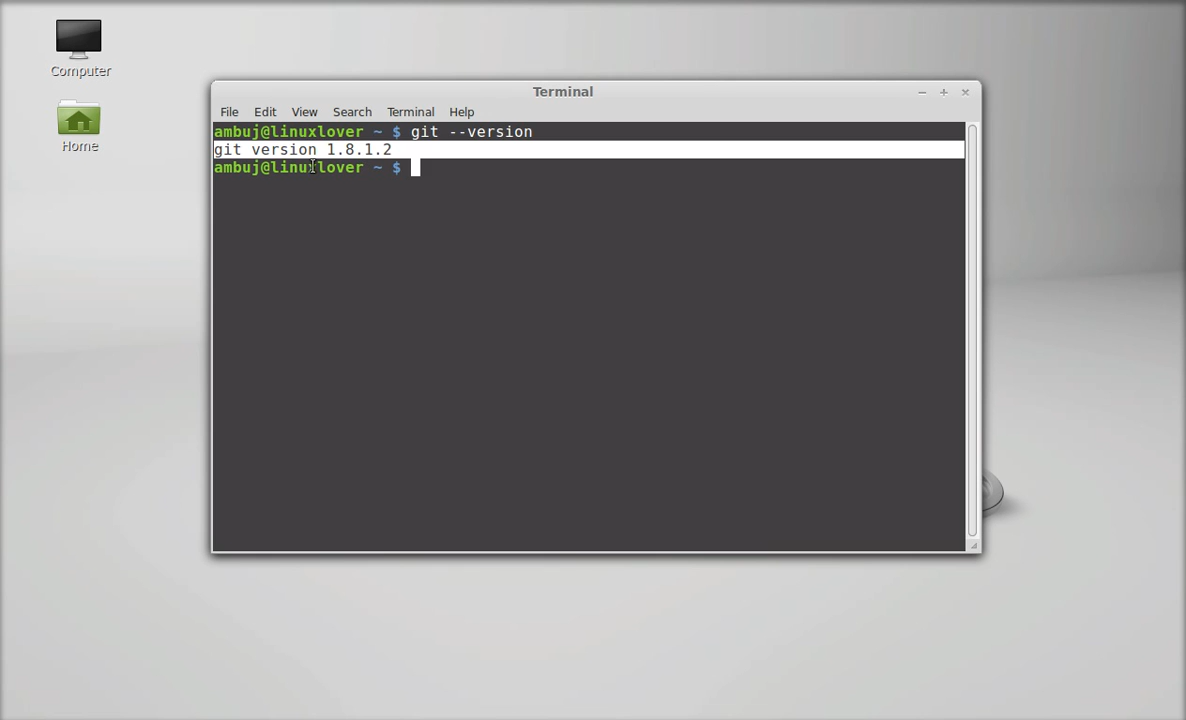 Computer
Home
Terminal
File Edit View Search Terminal Help
ambuj@linuxlover ~ $ git --version
git version 1.8.1.2
ambuj@linuxlover ~ $